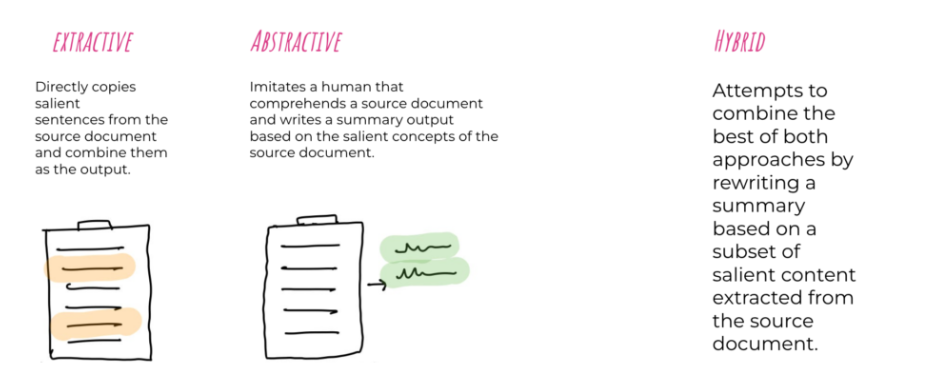 EXTRACTIVE
Directly copies
salient
sentences from the
source document
and combine them
as the output.
ABSTRACTIVE
Imitates a human that
comprehends a source document
and writes a summary output
based on the salient concepts of the
source document.
HYBRID
Attempts to
combine the
best of both
approaches by
rewriting a
summary
based on a
subset of
salient content
extracted from
the source
document.